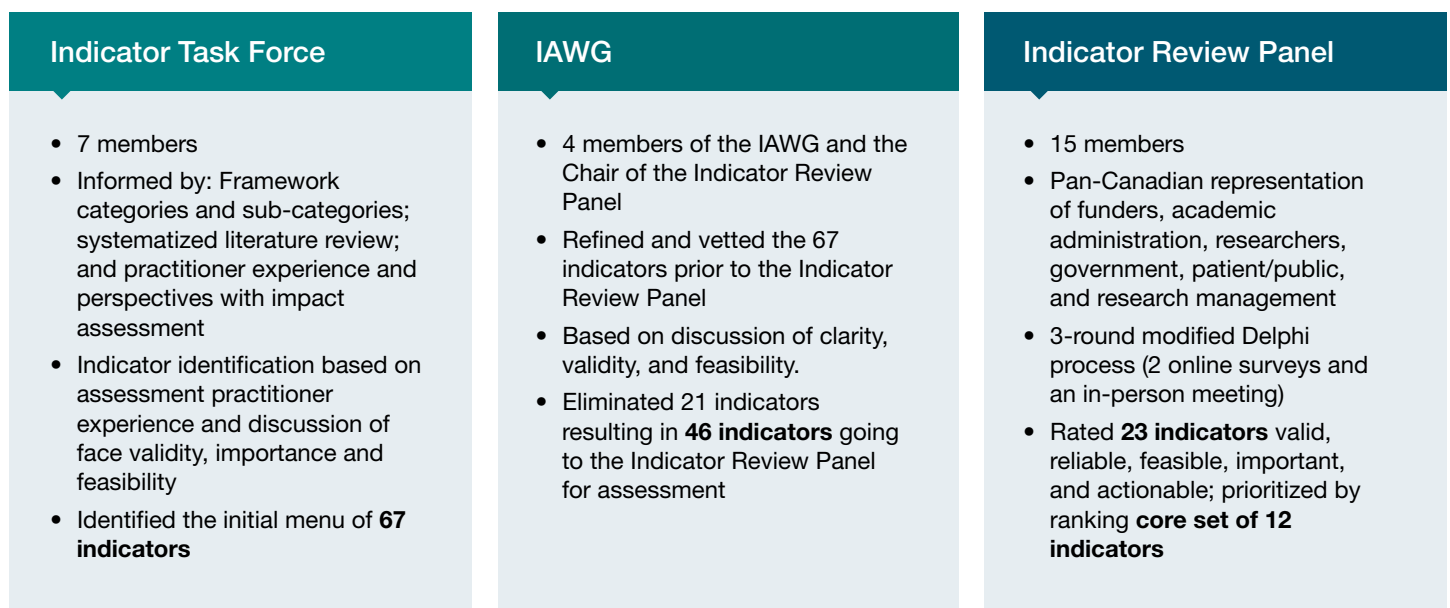 Indicator Task Force
• 7 members
• Informed by: Framework
categories and sub-categories;
systematized literature review;
and practitioner experience and
perspectives with impact
assessment
• Indicator identification based on
assessment practitioner
experience and discussion of
face validity, importance and
feasibility
• Identified the initial menu of 67
indicators
IAWG
• 4 members of the IAWG and the
Chair of the Indicator Review
Panel
• Refined and vetted the 67
indicators prior to the Indicator
Review Panel
• Based on discussion of clarity,
validity, and feasibility.
• Eliminated 21 indicators
resulting in 46 indicators going
to the Indicator Review Panel
for assessment
Indicator Review Panel
• 15 members
• Pan-Canadian representation
of funders, academic
administration, researchers,
government, patient/public,
and research management
• 3-round modified Delphi
process (2 online surveys and
an in-person meeting)
• Rated 23 indicators valid,
reliable, feasible, important,
and actionable; prioritized by
ranking core set of 12
indicators